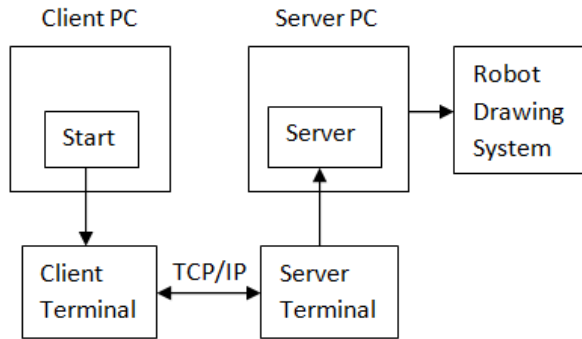 Client PC
Server PC
Start
Server
Robot
Drawing
System
Client
Terminal
TCP/IP
Server
Terminal